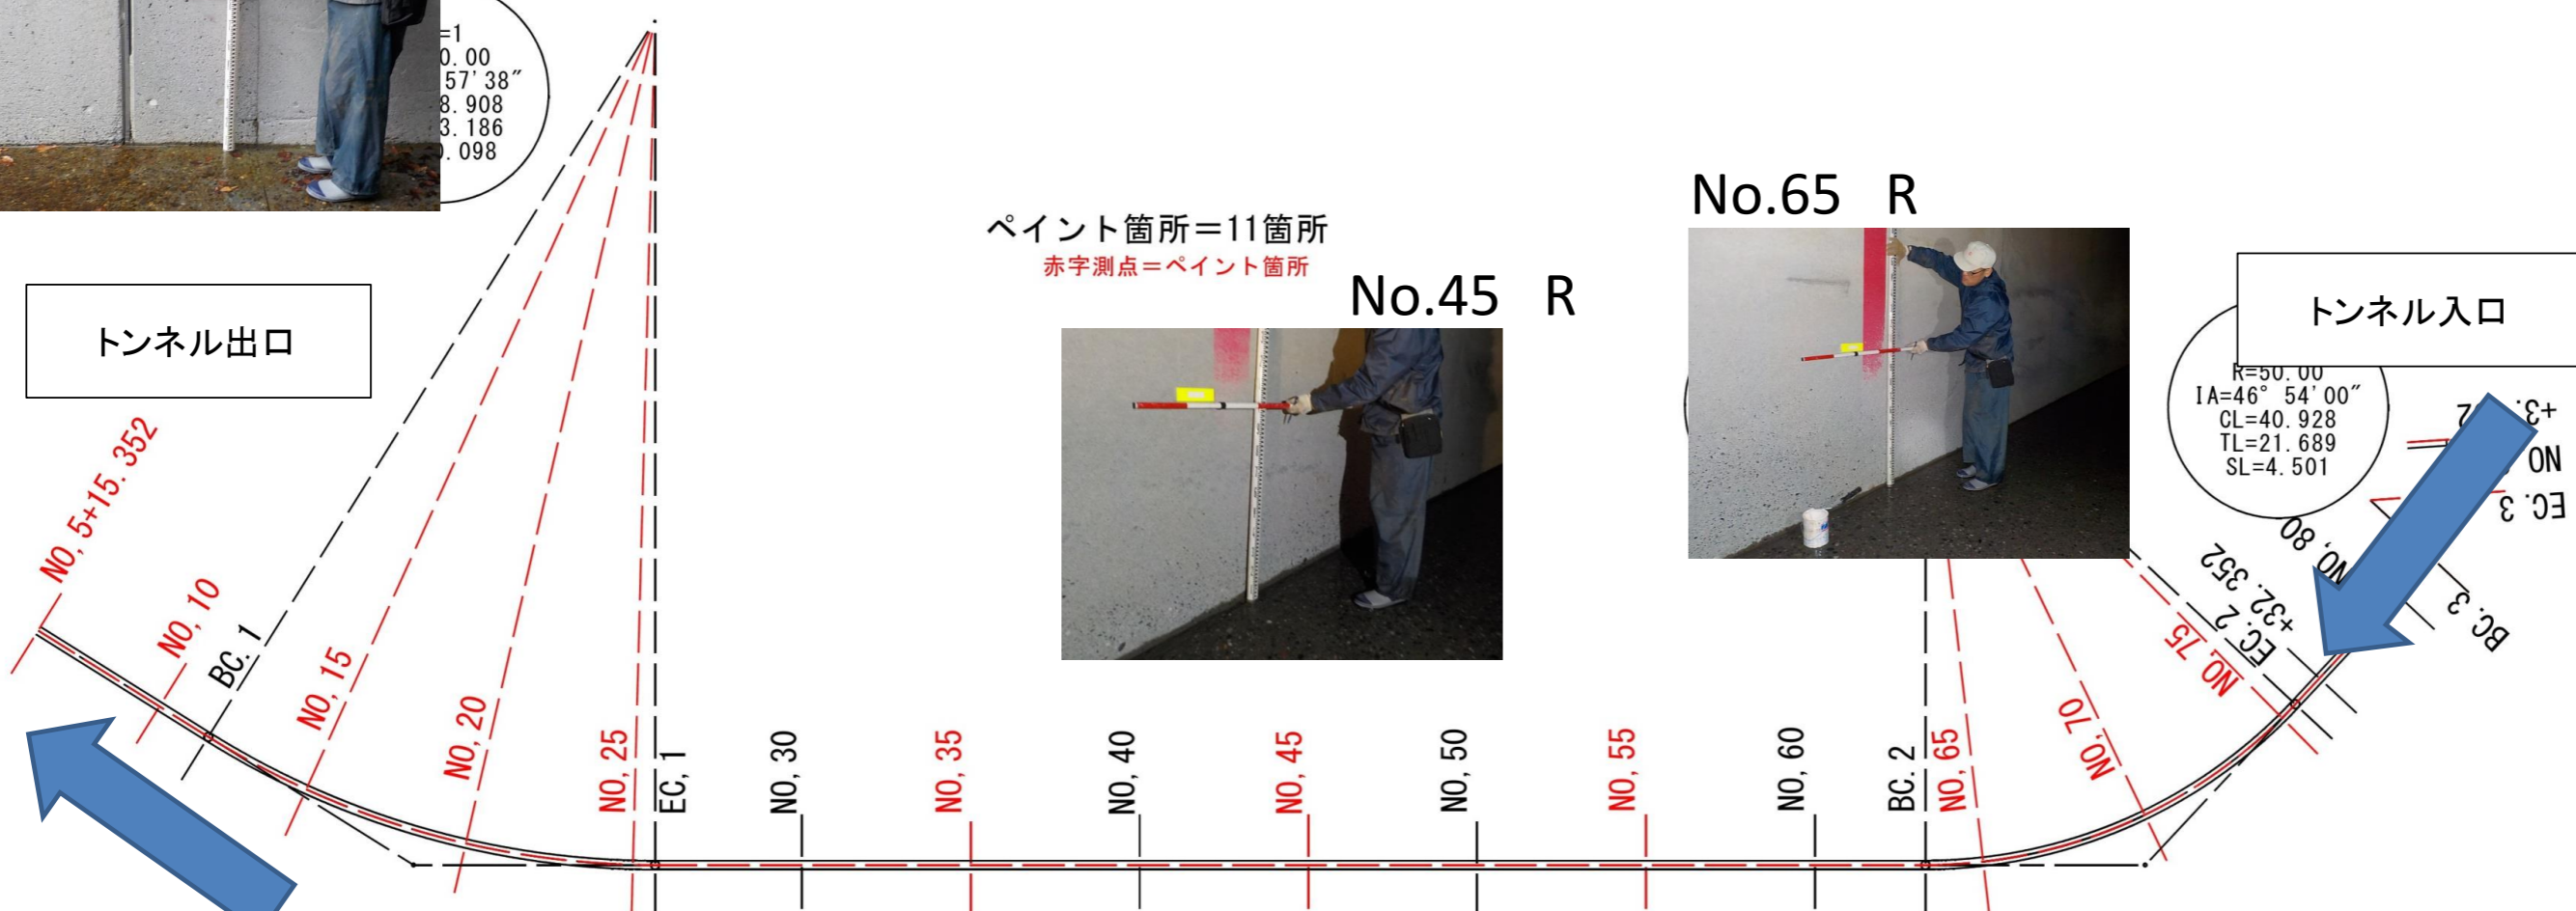 =1
0.00
57'38"
8.908
3.186
0.098
ペイント箇所=11箇所
赤字測点=ペイント箇所
No.65 R
No.45 R
トンネル出口
トンネル入口
R=50.00
IA=46° 54'00"
CL=40.928
TL=21.689
SL=4.501
NO, 5+15.352
NO, 10
BC. 1
NO, 15
NO, 20
NO, 25
EC, 1
NO, 30
NO, 35
NO, 40
NO, 45
NO, 50
NO, 55
NO, 60
BC. 2
NO, 65
NO, 70
NO, 75
EC. 2
+32.352
NO, 80
BC. 3
EC. 3
NO
+3.